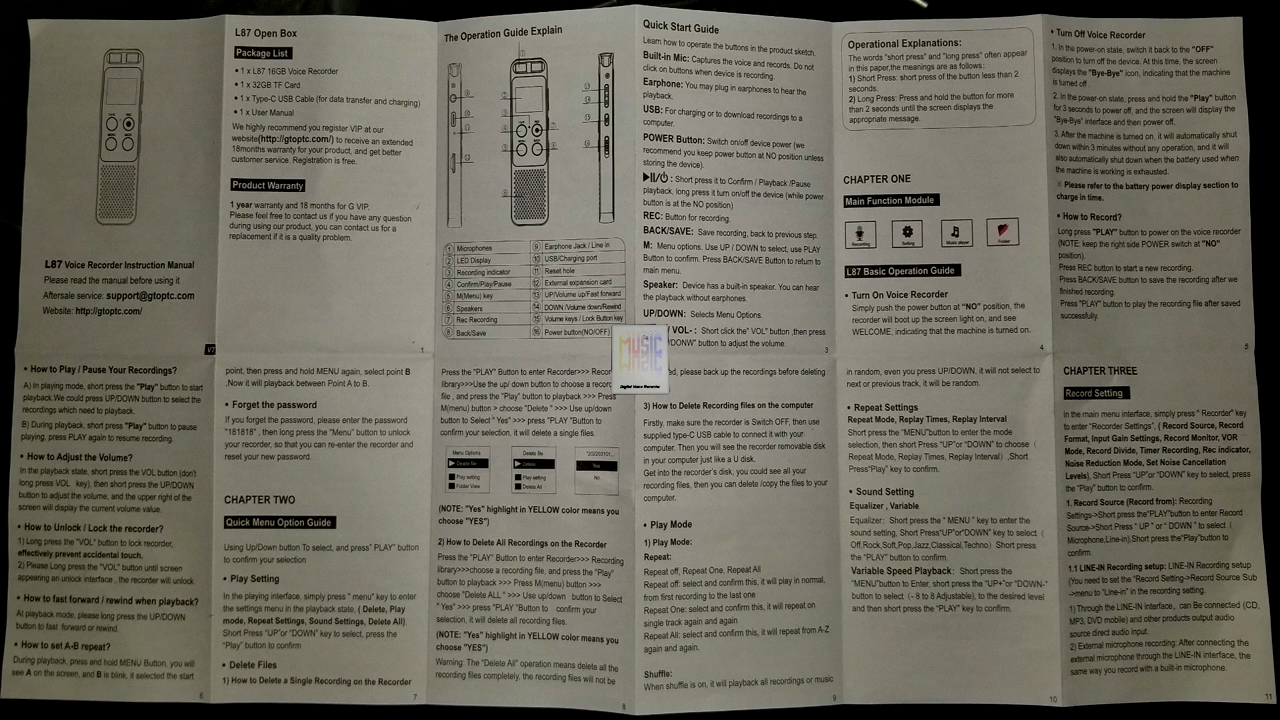 L87 Voice Recorder Instruction Manual
Please read the manual before using it
Aftersale service: support@gtoptc.com
Website: http://gtoptc.com/
V7
L87 Open Box
Package List
• 1 x L87 16GB Voice Recorder
• 1 x 32GB TF Card
• 1 x Type-C USB Cable (for data transfer and charging)
• 1 x User Manual
We highly recommend you register VIP at our
website(http://gtoptc.com/) to receive an extended
18months warranty for your product, and get better
customer service. Registration is free.
Product Warranty
1 year warranty and 18 months for G VIP.
Please feel free to contact us if you have any question
during using our product, you can contact us for a
replacement if it is a quality problem.
1
The Operation Guide Explain
① Microphones
② LED Display
③ Recording indicator
④ Confirm/Play/Pause
⑤ M(Menu) key
⑥ Speakers
⑦ Rec Recording
⑧ Back/Save
⑨ Earphone Jack / Line in
⑩ USB/Charging port
⑪ Reset hole
⑫ External expansion card
⑬ UP/Volume up/Fast forward
⑭ DOWN /Volume down/Rewind
⑮ Volume keys / Lock Button key
⑯ Power button(NO/OFF)
Quick Start Guide
Learn how to operate the buttons in the product sketch.
Built-in Mic: Captures the voice and records. Do not
click on buttons when device is recording.
Earphone: You may plug in earphones to hear the
playback.
USB: For charging or to download recordings to a
computer.
POWER Button: Switch on/off device power (we
recommend you keep power button at NO position unless
storing the device).
▶II/⏻ : Short press it to Confirm / Playback /Pause
playback, long press it turn on/off the device (while power
button is at the NO position)
REC: Button for recording.
BACK/SAVE: Save recording, back to previous step.
M: Menu options. Use UP / DOWN to select, use PLAY
Button to confirm. Press BACK/SAVE Button to return to
main menu.
Speaker: Device has a built-in speaker. You can hear
the playback without earphones.
UP/DOWN: Selects Menu Options.
/ VOL- : Short click the" VOL" button ,then press
/DONW" button to adjust the volume.
3
MUSIC
Digital Voice Recorder
Operational Explanations:
The words "short press" and "long press" often appear
in this paper,the meanings are as follows:
1) Short Press: short press of the button less than 2
seconds.
2) Long Press: Press and hold the button for more
than 2 seconds until the screen displays the
appropriate message.
CHAPTER ONE
Main Function Module
Recording
Setting
Music player
Folder
L87 Basic Operation Guide
• Turn On Voice Recorder
Simply push the power button at "NO" position, the
recorder will boot up the screen light on, and see
WELCOME, indicating that the machine is turned on.
4
• Turn Off Voice Recorder
1. In the power-on state, switch it back to the "OFF"
position to turn off the device. At this time, the screen
displays the "Bye-Bye" icon, indicating that the machine
is turned off .
2. In the power-on state, press and hold the "Play" button
for 3 seconds to power off, and the screen will display the
"Bye-Bye" interface and then power off.
3. After the machine is turned on, it will automatically shut
down within 3 minutes without any operation, and it will
also automatically shut down when the battery used when
the machine is working is exhausted.
※ Please refer to the battery power display section to
charge in time.
• How to Record?
Long press "PLAY" button to power on the voice recorder
(NOTE: keep the right side POWER switch at "NO"
position).
Press REC button to start a new recording.
Press BACK/SAVE button to save the recording after we
finished recording.
Press "PLAY" button to play the recording file after saved
successfully.
5
• How to Play / Pause Your Recordings?
A) In playing mode, short press the "Play" button to start
playback.We could press UP/DOWN button to select the
recordings which need to playback.
B) During playback, short press "Play" button to pause
playing, press PLAY again to resume recording.
• How to Adjust the Volume?
In the playback state, short press the VOL button (don't
long press VOL key), then short press the UP/DOWN
button to adjust the volume, and the upper right of the
screen will display the current volume value.
• How to Unlock / Lock the recorder?
1) Long press the "VOL" button to lock recorder,
effectively prevent accidental touch.
2) Please Long press the "VOL" button until screen
appearing an unlock interface , the recorder will unlock.
• How to fast forward / rewind when playback?
At playback mode, please long press the UP/DOWN
button to fast forward or rewind.
• How to set A-B repeat?
During playback, press and hold MENU Button, you will
see A on the screen, and B is blink, it selected the start
6
point, then press and hold MENU again, select point B
,Now it will playback between Point A to B.
• Forget the password
If you forget the password, please enter the password
"181818" , then long press the "Menu" button to unlock
your recorder, so that you can re-enter the recorder and
reset your new password.
CHAPTER TWO
Quick Menu Option Guide
Using Up/Down button To select, and press" PLAY" button
to confirm your selection
• Play Setting
In the playing interface, simply press " menu" key to enter
the settings menu in the playback state, ( Delete, Play
mode, Repeat Settings, Sound Settings, Delete All).
Short Press "UP"or "DOWN" key to select, press the
"Play" button to confirm
• Delete Files
1) How to Delete a Single Recording on the Recorder
7
Press the "PLAY" Button to enter Recorder>>> Recor
library>>>Use the up/ down button to choose a record
file , and press the "Play" button to playback >>> Press
M(menu) button > choose "Delete " >>> Use up/down
button to Select " Yes" >>> press "PLAY "Button to
confirm your selection, it will delete a single files.
Menu Options
Delete file
Play setting
Folder View
Delete file
Delete
Play setting
Delete All
Yes
No
(NOTE: "Yes" highlight in YELLOW color means you
choose "YES")
2) How to Delete All Recordings on the Recorder
Press the "PLAY" Button to enter Recorder>>> Recording
library>>>choose a recording file, and press the "Play"
button to playback >>> Press M(menu) button >>>
choose "Delete ALL " >>> Use up/down button to Select
" Yes" >>> press "PLAY "Button to confirm your
selection, it will delete all recording files.
(NOTE: "Yes" highlight in YELLOW color means you
choose "YES")
Warning: The "Delete All" operation means delete all the
recording files completely, the recording files will not be
8
ed, please back up the recordings before deleting
3) How to Delete Recording files on the computer
Firstly, make sure the recorder is Switch OFF, then use
supplied type-C USB cable to connect it with your
computer. Then you will see the recorder removable disk
in your computer just like a U disk.
Get into the recorder's disk, you could see all your
recording files, then you can delete /copy the files to your
computer.
• Play Mode
1) Play Mode:
Repeat:
Repeat off, Repeat One. Repeat All
Repeat off: select and confirm this, it will play in normal,
from first recording to the last one
Repeat One: select and confirm this, it will repeat on
single track again and again
Repeat All: select and confirm this, it will repeat from A-Z
again and again.
Shuffle:
When shuffle is on, it will playback all recordings or music
9
in random, even you press UP/DOWN, it will not select to
next or previous track, it will be random.
• Repeat Settings
Repeat Mode, Replay Times, Replay Interval
Short press the "MENU"button to enter the mode
selection, then short Press "UP"or "DOWN" to choose (
Repeat Mode, Replay Times, Replay Interval) ,Short
Press"Play" key to confirm.
• Sound Setting
Equalizer , Variable
Equalizer: Short press the " MENU " key to enter the
sound setting, Short Press"UP"or"DOWN" key to select (
Off,Rock,Soft,Pop,Jazz,Classical,Techno) Short press
the "PLAY" button to confirm.
Variable Speed Playback: Short press the
"MENU"button to Enter, short press the "UP+"or "DOWN-"
button to select (- 8 to 8 Adjustable), to the desired level
and then short press the "PLAY" key to confirm.
10
CHAPTER THREE
Record Setting
In the main menu interface, simply press " Recorder" key
to enter "Recorder Settings", ( Record Source, Record
Format, Input Gain Settings, Record Monitor, VOR
Mode, Record Divide, Timer Recording, Rec indicator,
Noise Reduction Mode, Set Noise Cancellation
Levels), Short Press "UP"or" DOWN" key to select, press
the "Play" button to confirm.
1. Record Source (Record from): Recording
Settings->Short press the"PLAY" button to enter Record
Source->Short Press " UP " or " DOWN " to select (
Microphone,Line-in),Short press the"Play"button to
confirm.
1.1 LINE-IN Recording setup: LINE-IN Recording setup
(You need to set the "Record Setting->Record Source Sub
->menu to "Line-in" in the recording setting.
1) Through the LINE-IN interface, can Be connected (CD,
MP3, DVD mobile) and other products output audio
source direct audio input.
2) External microphone recording: After connecting the
external microphone through the LINE-IN interface, the
same way you record with a built-in microphone.
11